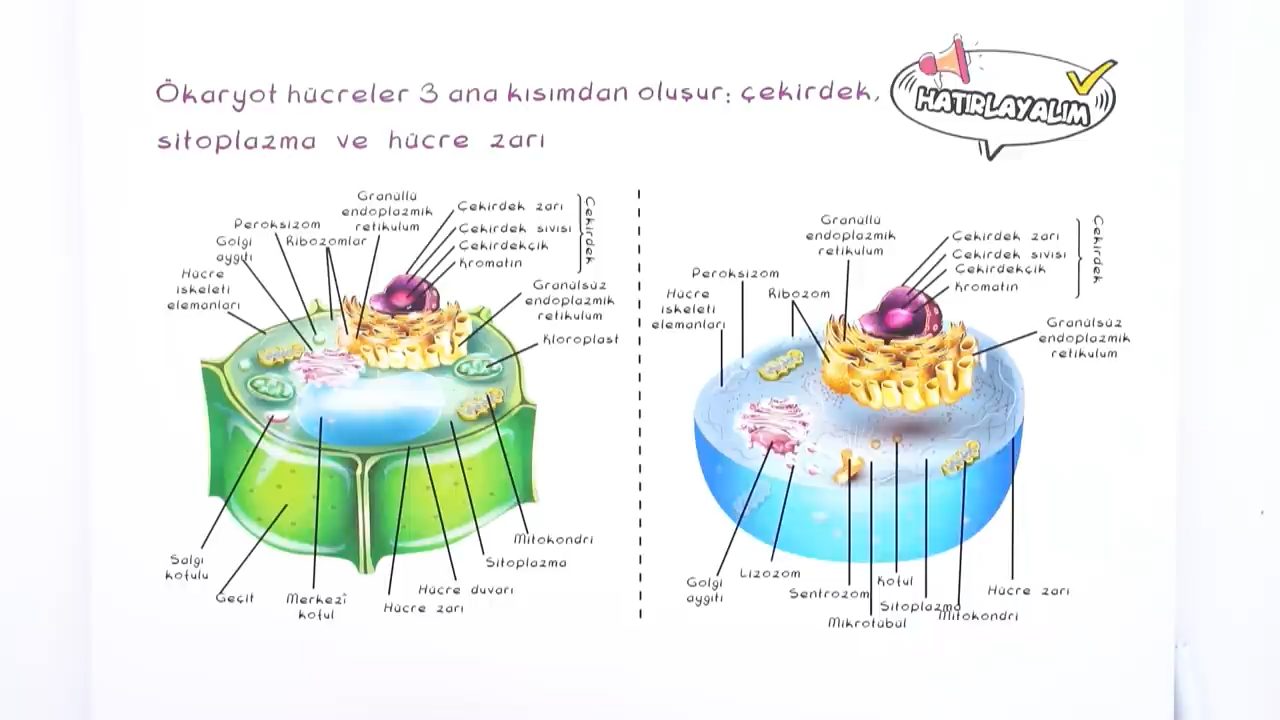 Ökaryot hücreler 3 ana kısımdan oluşur: çekirdek,
sitoplazma ve hücre zarı
HATIRLAYALIM
Granüllü
endoplazmik
retikulum
Peroksizom
Ribozomlar
Golgi
aygıtı
Hücre
iskeleti
elemanları
Çekirdek zarı
Çekirdek sıvısı
Çekirdekçik
Kromatin
Çekirdek
Granülsüz
endoplazmik
retikulum
Kloroplast
Mitokondri
Sitoplazma
Hücre duvarı
Hücre zarı
Merkezî
koful
Geçit
Salgı
kofulu
Granüllü
endoplazmik
retikulum
Peroksizom
Ribozom
Hücre
iskeleti
elemanları
Çekirdek zarı
Çekirdek sıvısı
Çekirdekçik
Kromatin
Çekirdek
Granülsüz
endoplazmik
retikulum
Golgi
aygıtı
Lizozom
Sentrozom
Koful
Mikrotübül
Sitoplazma
Mitokondri
Hücre zarı